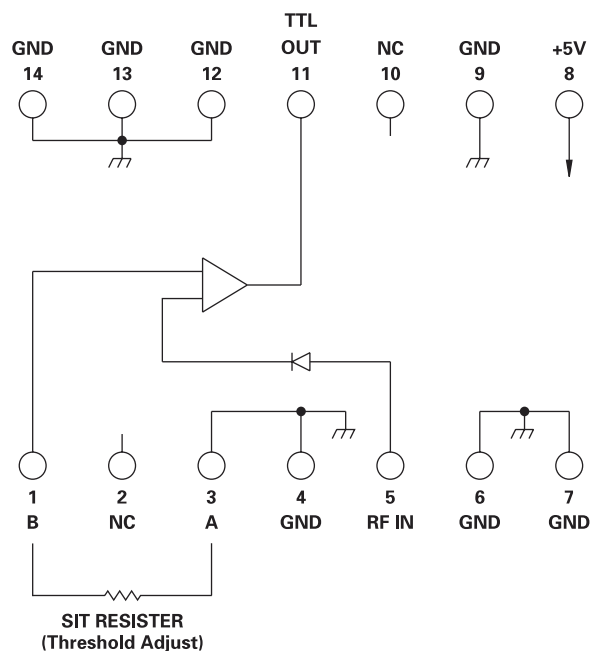 TTL
GND GND GND OUT NC GND +5V
14 13 12 11 10 9 8
1 2 3 4 5 6 7
B NC A GND RF IN GND GND
SIT RESISTER
(Threshold Adjust)